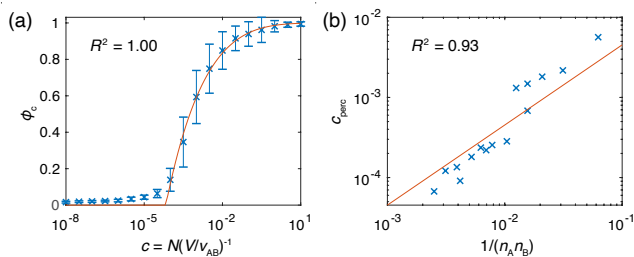 (a)
R² = 1.00
ϕc
1
0.8
0.6
0.4
0.2
0
10⁻⁸
10⁻⁵
10⁻²
10¹
c = N(V/vAB)⁻¹
(b)
R² = 0.93
cperc
10⁻²
10⁻³
10⁻⁴
10⁻³
10⁻²
10⁻¹
1/(nAnB)